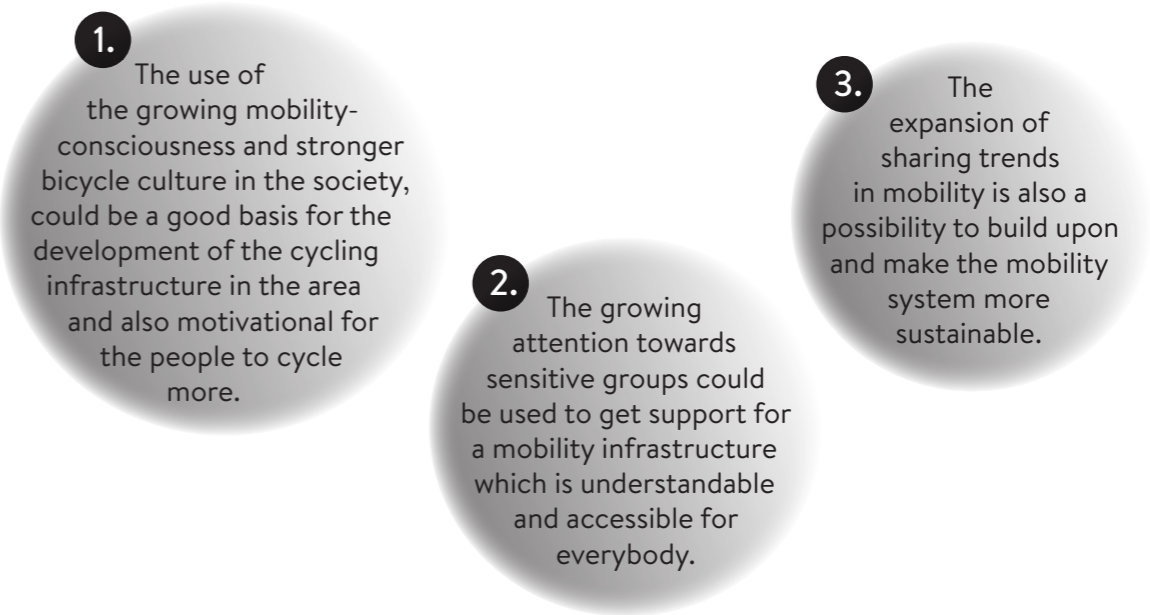 1.
The use of
the growing mobility-
consciousness and stronger
bicycle culture in the society,
could be a good basis for the
development of the cycling
infrastructure in the area
and also motivational for
the people to cycle
more.
2.
The growing
attention towards
sensitive groups could
be used to get support for
a mobility infrastructure
which is understandable
and accessible for
everybody.
3.
The
expansion of
sharing trends
in mobility is also a
possibility to build upon
and make the mobility
system more
sustainable.